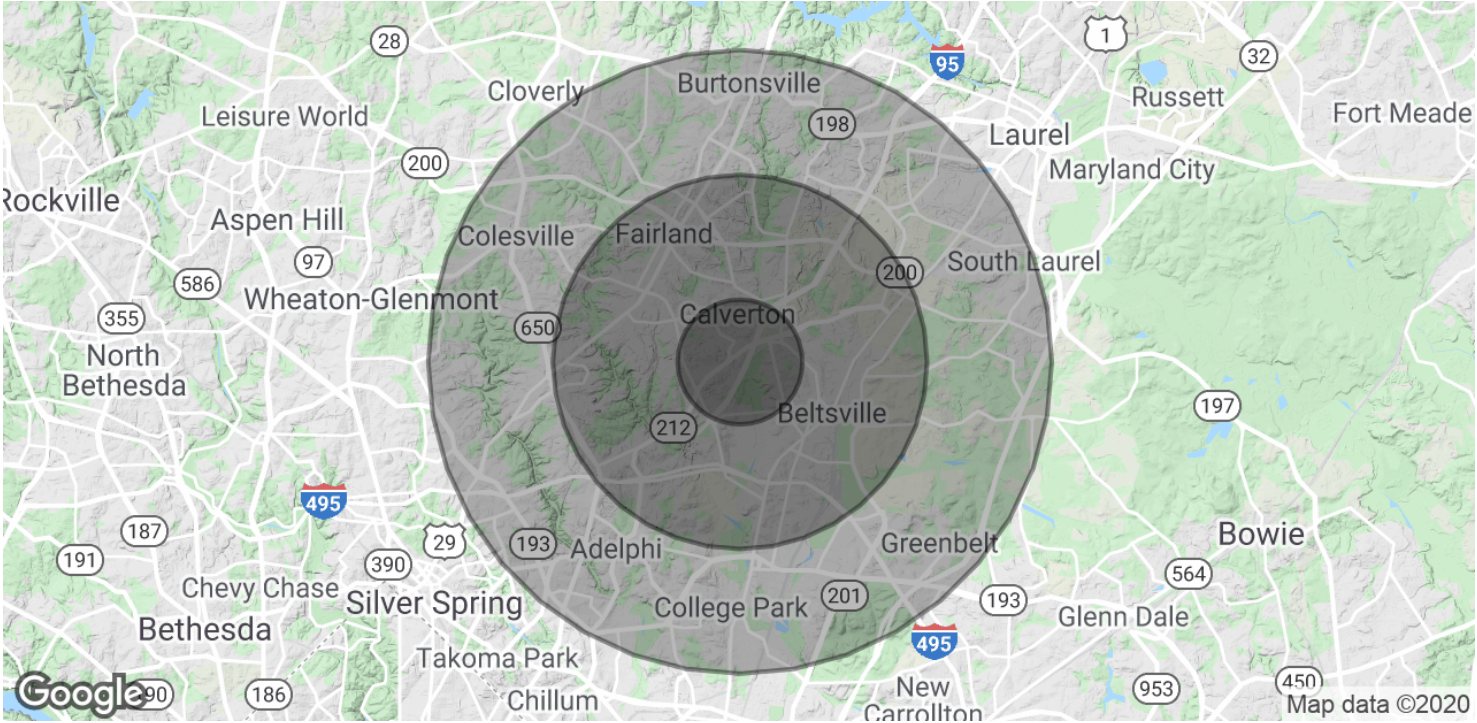 28
1
95
32
Cloverly
Burtonsville
Russett
Leisure World
198
Laurel
Fort Meade
200
Maryland City
Rockville
Aspen Hill
Colesville
Fairland
97
South Laurel
200
586
Wheaton-Glenmont
355
650
Calverton
North
Bethesda
197
212
Beltsville
495
187
193
29
Adelphi
Greenbelt
Bowie
191
390
564
Chevy Chase
Silver Spring
College Park
201
193
Glenn Dale
Bethesda
495
Takoma Park
Chillum
New
Carrollton
Google
90
186
953
450
Map data ©2020